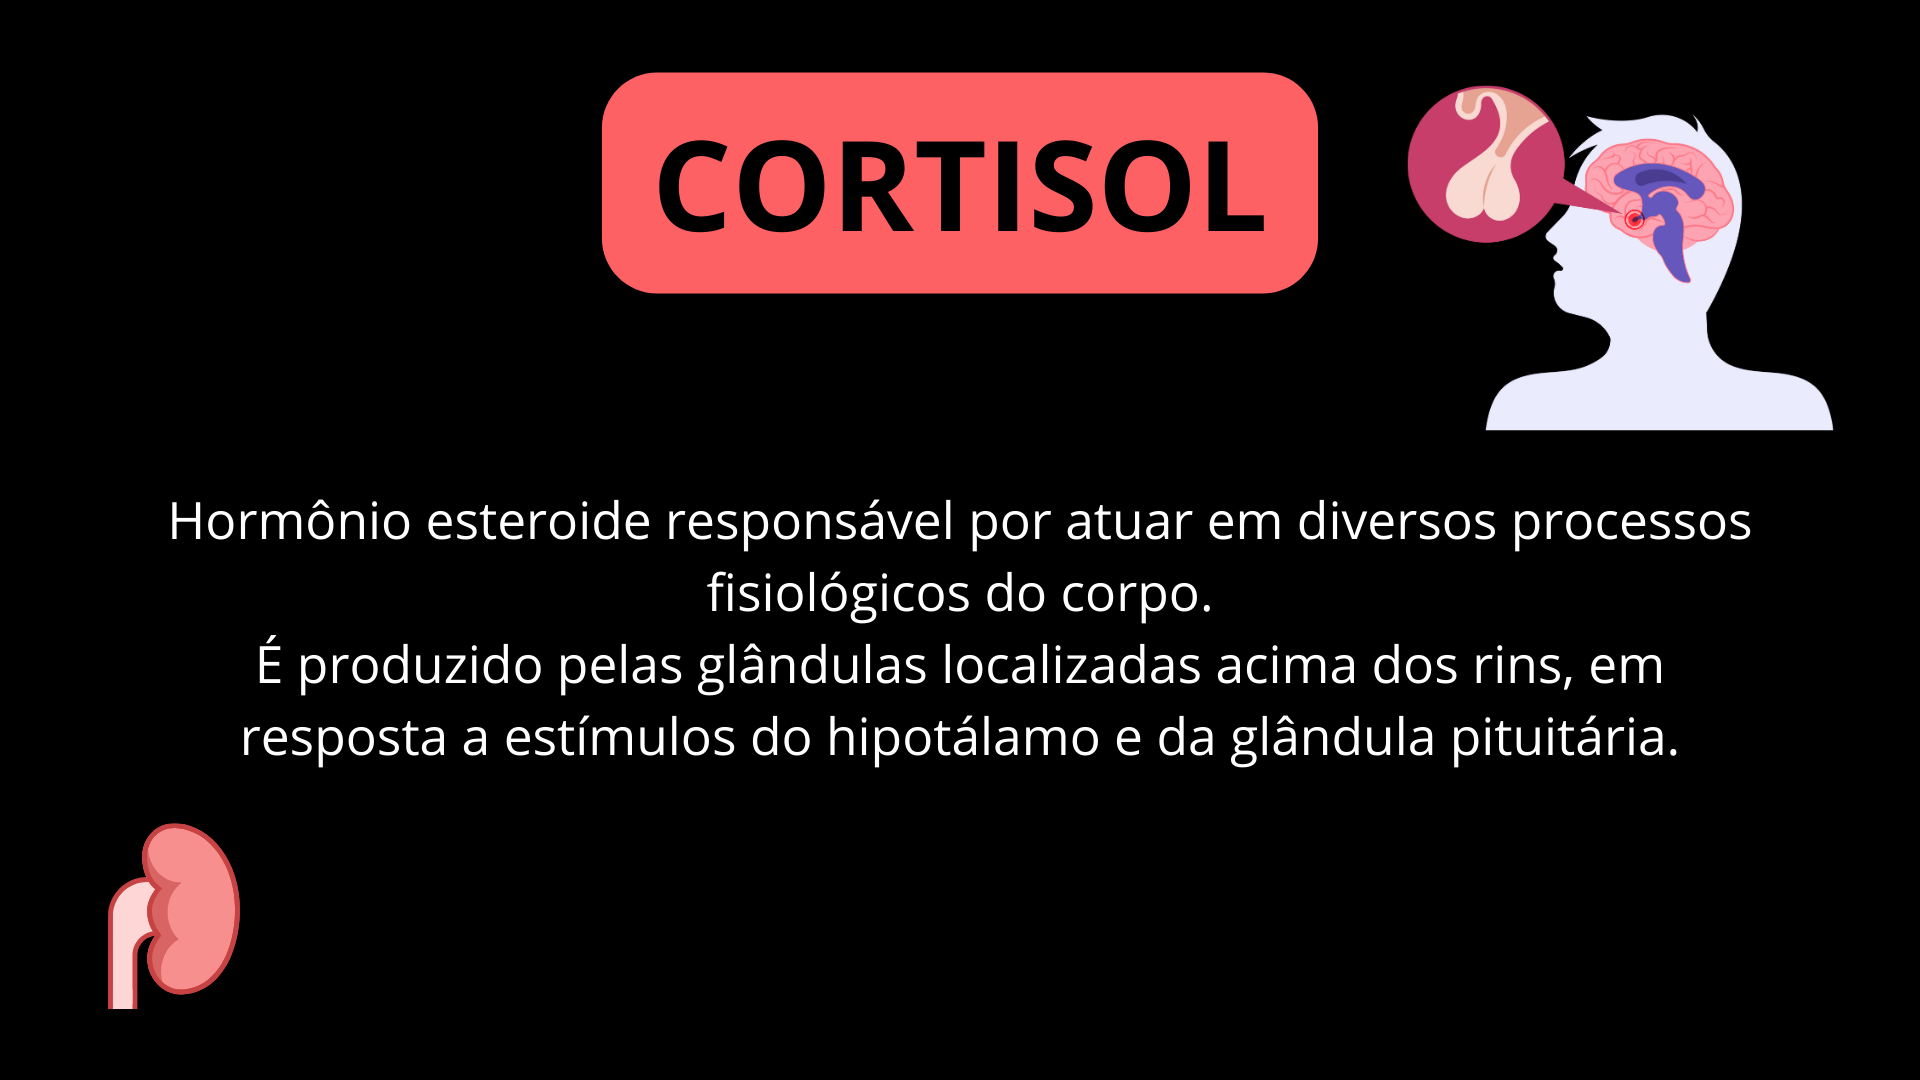 CORTISOL
Hormônio esteroide responsável por atuar em diversos processos
fisiológicos do corpo.
É produzido pelas glândulas localizadas acima dos rins, em
resposta a estímulos do hipotálamo e da glândula pituitária.